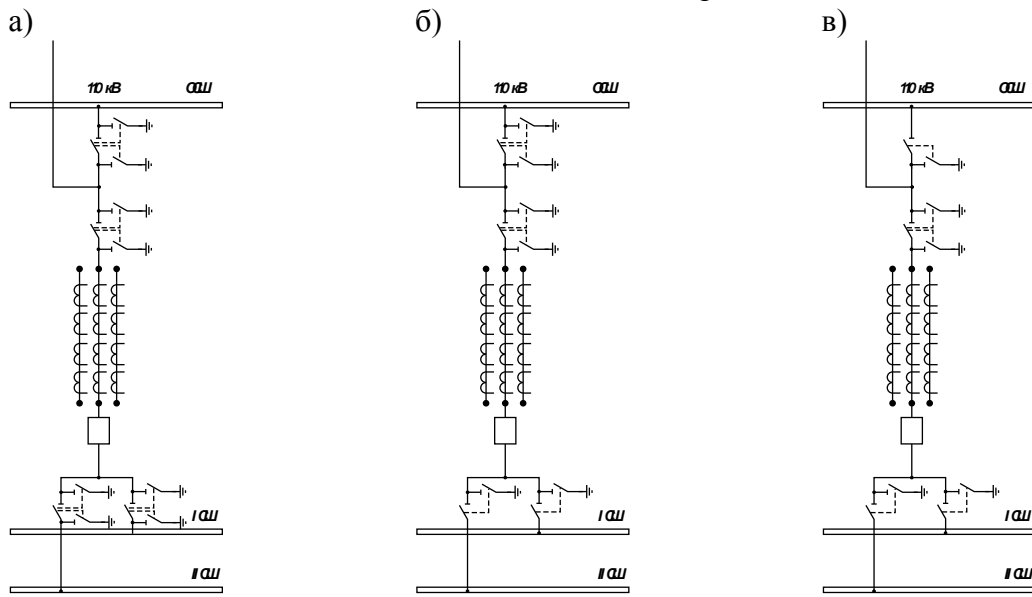 а) б) в)
110 кВ ОСШ 110 кВ ОСШ 110 кВ ОСШ
I СШ I СШ I СШ
II СШ II СШ II СШ